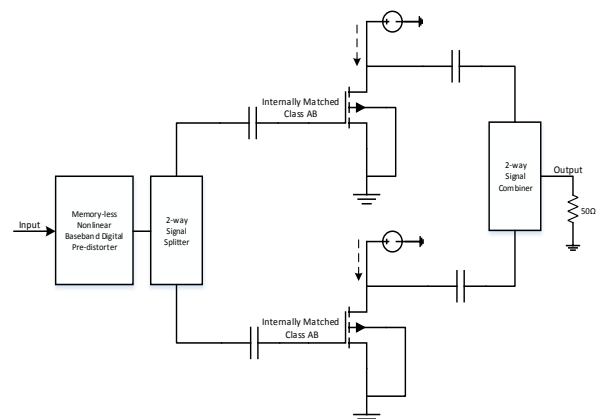 Internally Matched
Class AB
2-way
Signal
Combiner
Output
50Ω
Input
Memory-less
Nonlinear
Baseband Digital
Pre-distorter
2-way
Signal
Splitter
Internally Matched
Class AB